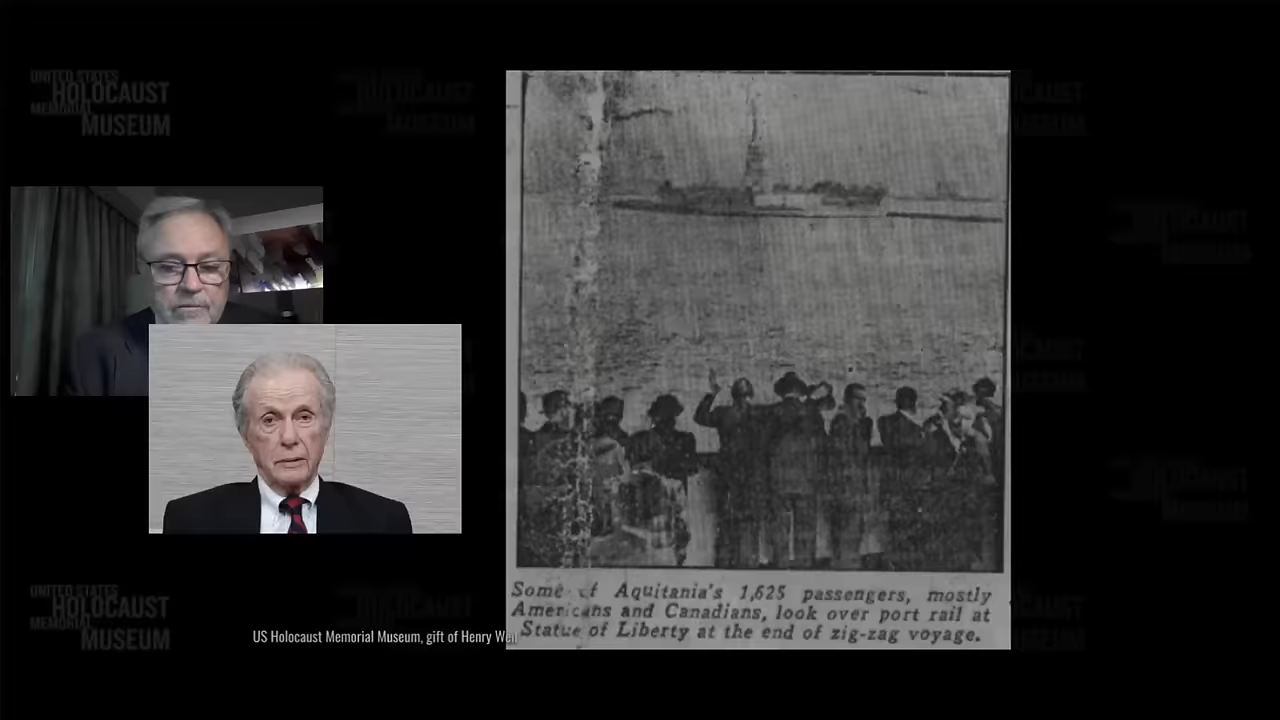 UNITED STATES
HOLOCAUST
MEMORIAL
MUSEUM
Some of Aquitania's 1,625 passengers, mostly
Americans and Canadians, look over port rail at
Statue of Liberty at the end of zig-zag voyage.
UNITED STATES
HOLOCAUST
MEMORIAL
MUSEUM
US Holocaust Memorial Museum, gift of Henry Weil